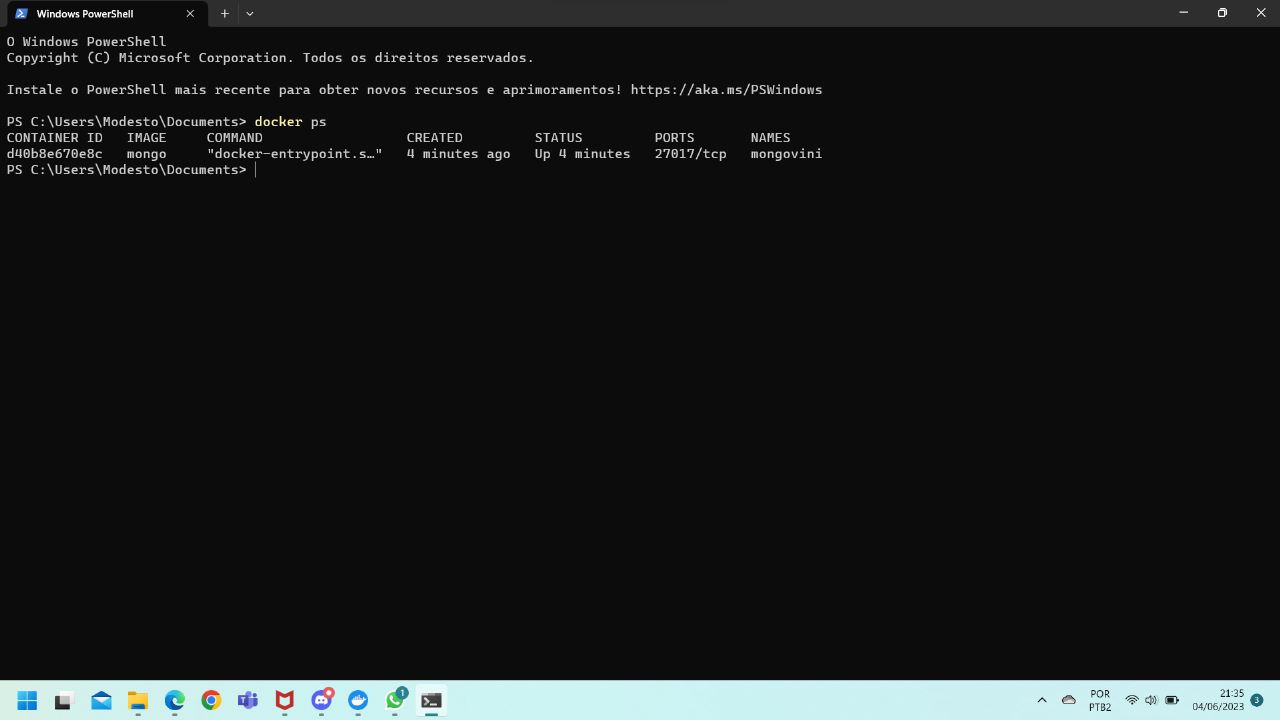 Windows PowerShell
O Windows PowerShell
Copyright (C) Microsoft Corporation. Todos os direitos reservados.
Instale o PowerShell mais recente para obter novos recursos e aprimoramentos! https://aka.ms/PSWindows
PS C:\Users\Modesto\Documents> docker ps
CONTAINER ID   IMAGE     COMMAND                  CREATED         STATUS         PORTS       NAMES
d40b8e670e8c   mongo     "docker-entrypoint.s…"   4 minutes ago   Up 4 minutes   27017/tcp   mongovini
PS C:\Users\Modesto\Documents>
1
POR
PTB2
21:35
04/06/2023
3